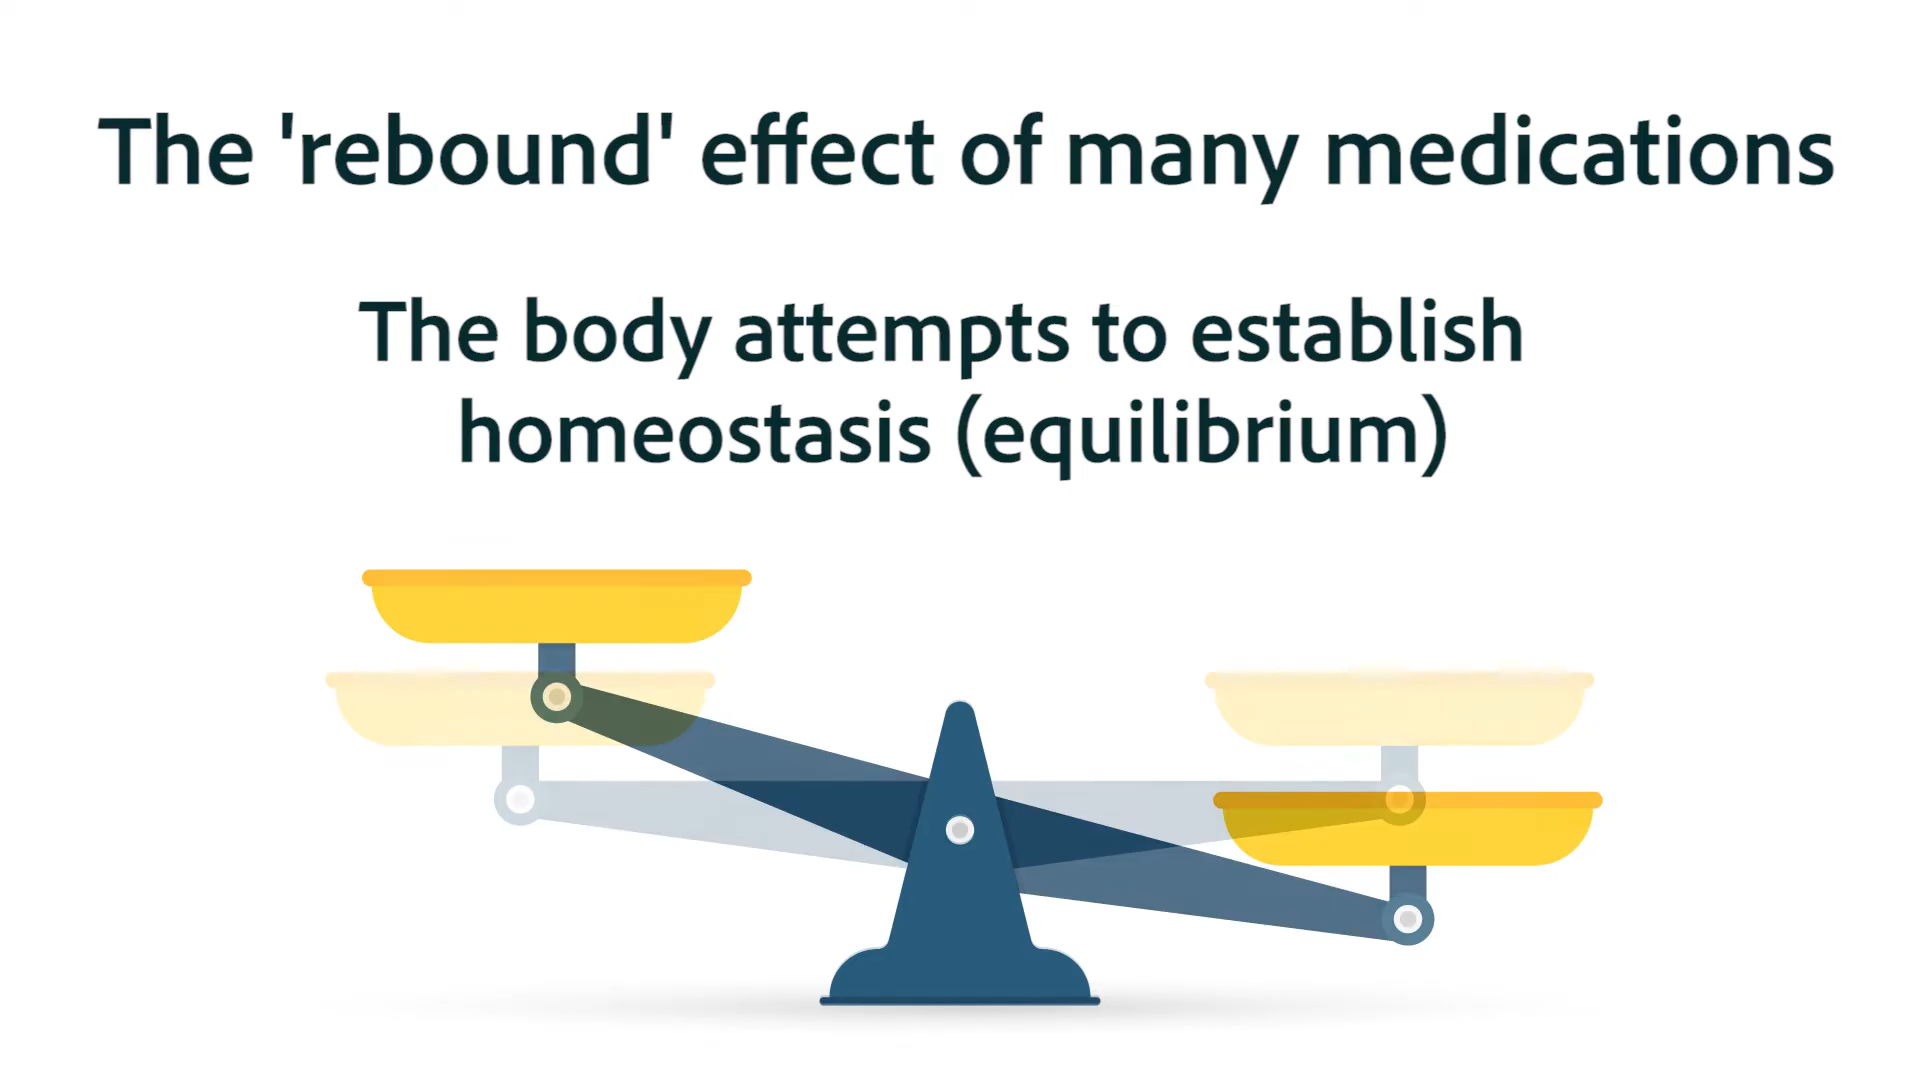 The 'rebound' effect of many medications
The body attempts to establish
homeostasis (equilibrium)